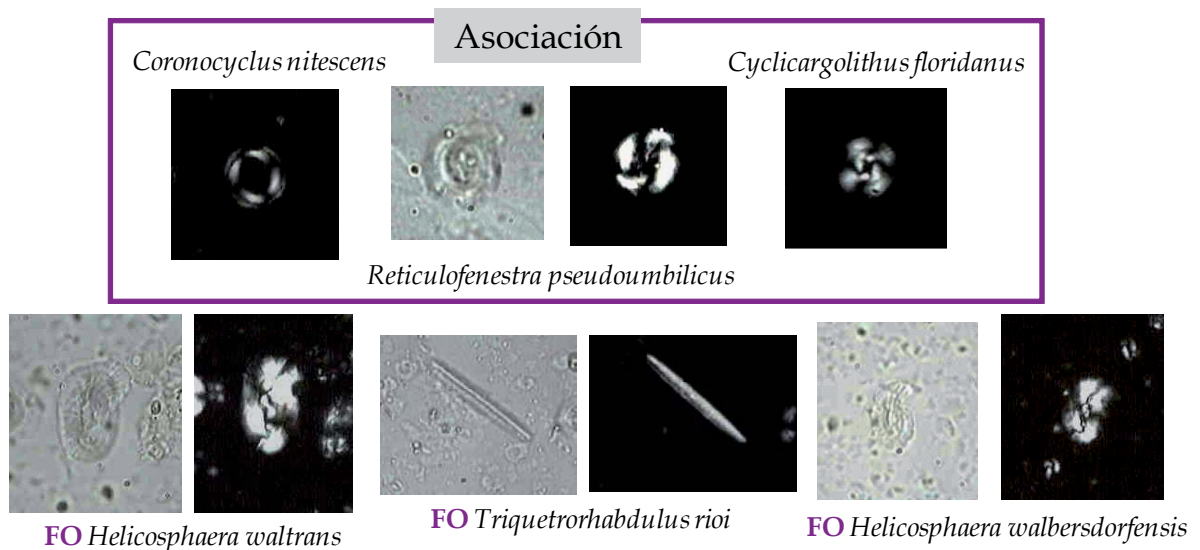 Asociación
Coronocyclus nitescens
Cyclicargolithus floridanus
Reticulofenestra pseudoumbilicus
FO Helicosphaera waltrans
FO Triquetrorhabdulus rioi
FO Helicosphaera walbersdorfensis